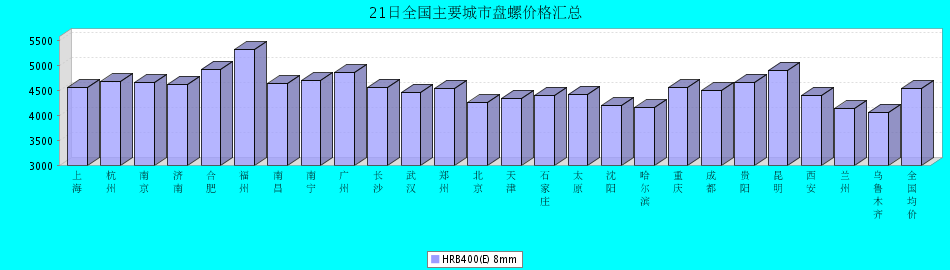 21日全国主要城市盘螺价格汇总
5500
5000
4500
4000
3500
3000
上海
杭州
南京
济南
合肥
福州
南昌
南宁
广州
长沙
武汉
郑州
北京
天津
石家庄
太原
沈阳
哈尔滨
重庆
成都
贵阳
昆明
西安
兰州
乌鲁木齐
全国均价
HRB400(E) 8mm